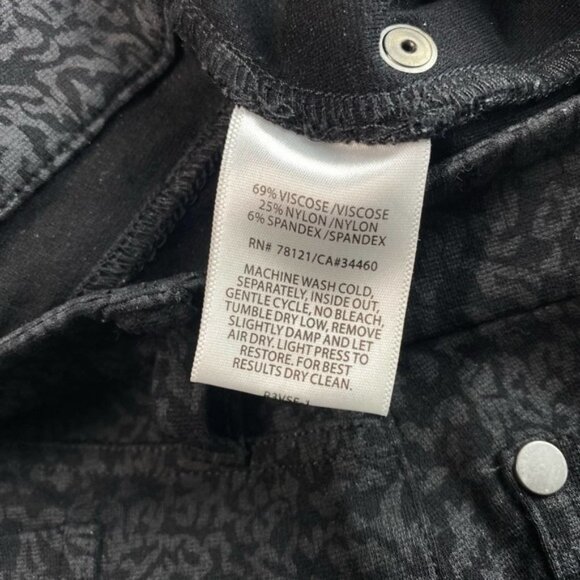 69% VISCOSE/VISCOSE
25% NYLON/NYLON
6% SPANDEX/SPANDEX
RN# 78121/CA#34460
MACHINE WASH COLD,
SEPARATELY, INSIDE OUT,
GENTLE CYCLE, NO BLEACH,
TUMBLE DRY LOW, REMOVE
SLIGHTLY DAMP AND LET
AIR DRY. LIGHT PRESS TO
RESTORE. FOR BEST
RESULTS DRY CLEAN.